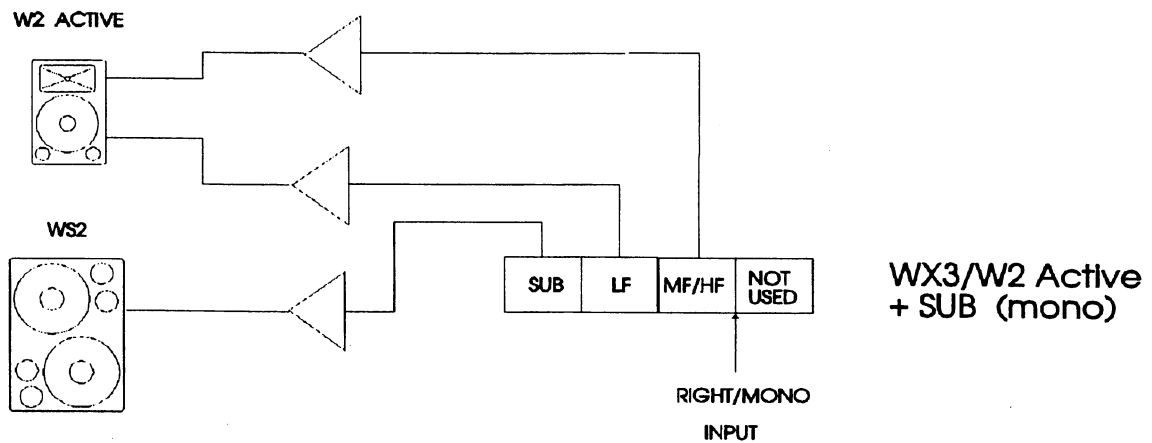 W2 ACTIVE
WS2
SUB
LF
MF/HF
NOT
USED
WX3/W2 Active
+ SUB (mono)
RIGHT/MONO
INPUT